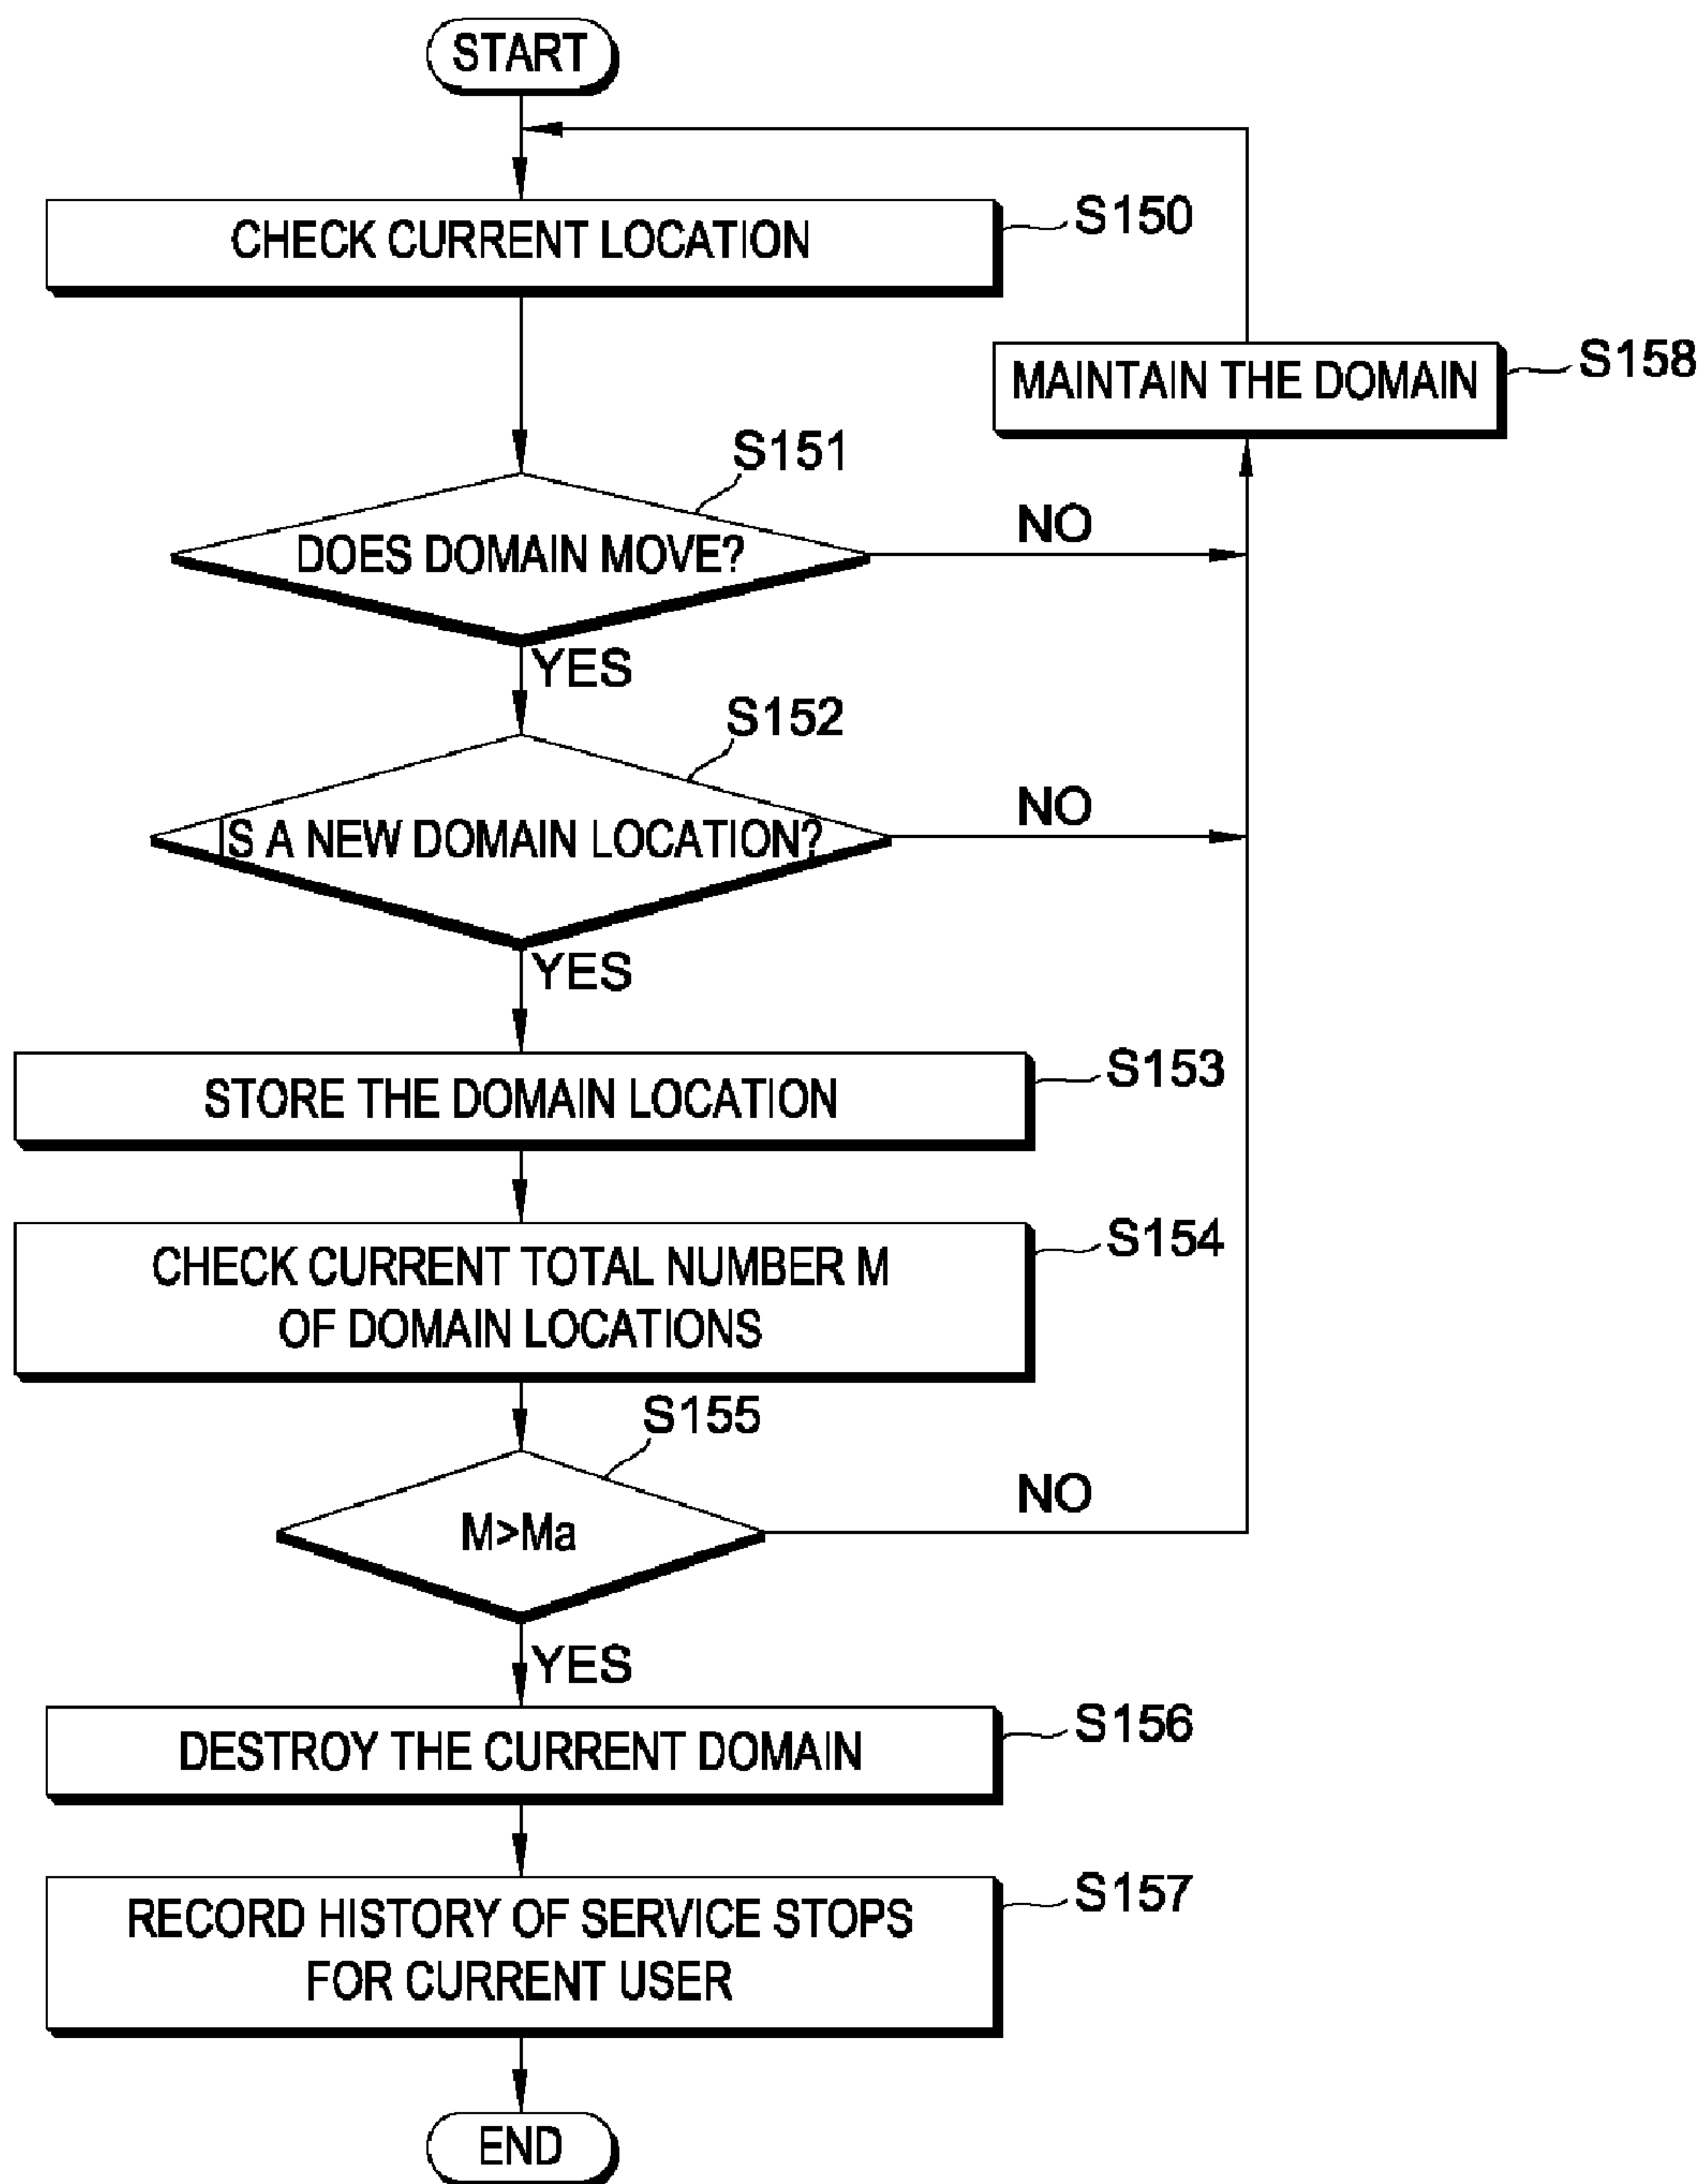 START
CHECK CURRENT LOCATION
S150
MAINTAIN THE DOMAIN
S158
S151
DOES DOMAIN MOVE?
NO
YES
S152
IS A NEW DOMAIN LOCATION?
NO
YES
STORE THE DOMAIN LOCATION
S153
CHECK CURRENT TOTAL NUMBER M
OF DOMAIN LOCATIONS
S154
S155
M>Ma
NO
YES
DESTROY THE CURRENT DOMAIN
S156
RECORD HISTORY OF SERVICE STOPS
FOR CURRENT USER
S157
END